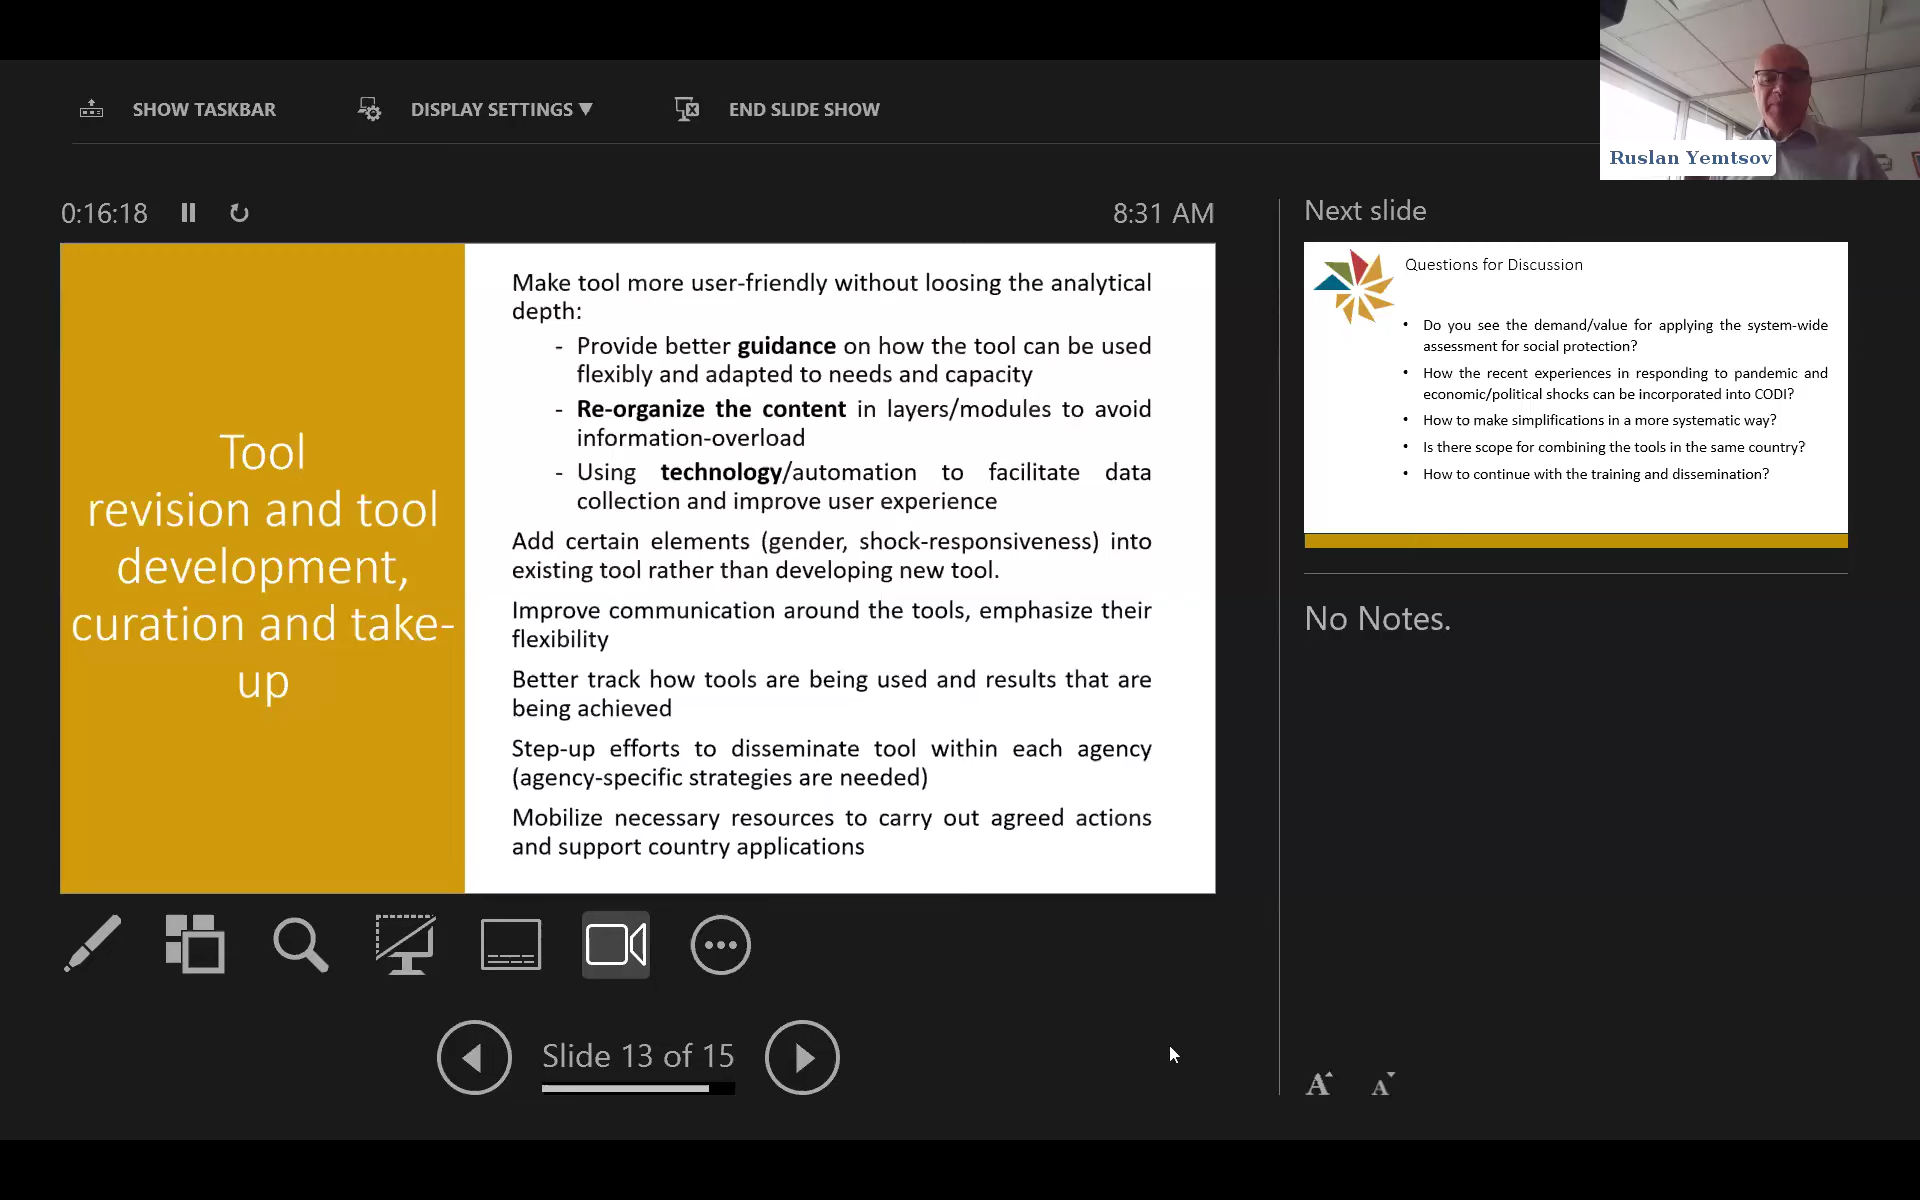 SHOW TASKBAR
DISPLAY SETTINGS ▼
END SLIDE SHOW
Ruslan Yemtsov
0:16:18
8:31 AM
Tool
revision and tool
development,
curation and take-
up
Make tool more user-friendly without loosing the analytical
depth:
- Provide better guidance on how the tool can be used
flexibly and adapted to needs and capacity
- Re-organize the content in layers/modules to avoid
information-overload
- Using technology/automation to facilitate data
collection and improve user experience
Add certain elements (gender, shock-responsiveness) into
existing tool rather than developing new tool.
Improve communication around the tools, emphasize their
flexibility
Better track how tools are being used and results that are
being achieved
Step-up efforts to disseminate tool within each agency
(agency-specific strategies are needed)
Mobilize necessary resources to carry out agreed actions
and support country applications
Slide 13 of 15
Next slide
Questions for Discussion
• Do you see the demand/value for applying the system-wide
assessment for social protection?
• How the recent experiences in responding to pandemic and
economic/political shocks can be incorporated into CODI?
• How to make simplifications in a more systematic way?
• Is there scope for combining the tools in the same country?
• How to continue with the training and dissemination?
No Notes.
A A